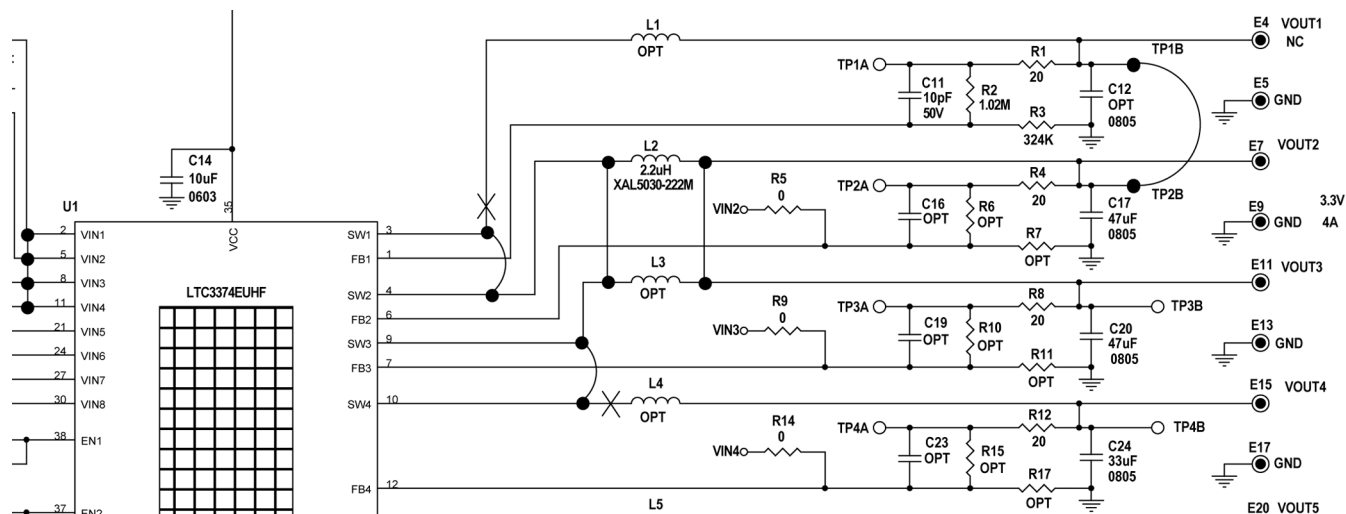 L1
OPT
E4 VOUT1
NC
TP1A
R1
20
TP1B
C11
10pF
50V
R2
1.02M
C12
OPT
0805
E5
GND
R3
324K
C14
10uF
0603
L2
2.2uH
XAL5030-222M
E7 VOUT2
R5
0
VIN2
TP2A
R4
20
TP2B
C16
OPT
R6
OPT
C17
47uF
0805
E9
GND
3.3V
4A
R7
OPT
U1
35
VCC
2 VIN1
5 VIN2
8 VIN3
11 VIN4
21 VIN5
24 VIN6
27 VIN7
30 VIN8
38 EN1
37 EN2
LTC3374EUHF
SW1 3
FB1 1
SW2 4
FB2 6
SW3 9
FB3 7
SW4 10
FB4 12
L3
OPT
E11 VOUT3
R9
0
VIN3
TP3A
R8
20
TP3B
C19
OPT
R10
OPT
C20
47uF
0805
E13
GND
R11
OPT
L4
OPT
E15 VOUT4
R14
0
VIN4
TP4A
R12
20
TP4B
C23
OPT
R15
OPT
C24
33uF
0805
E17
GND
R17
OPT
L5
E20 VOUT5